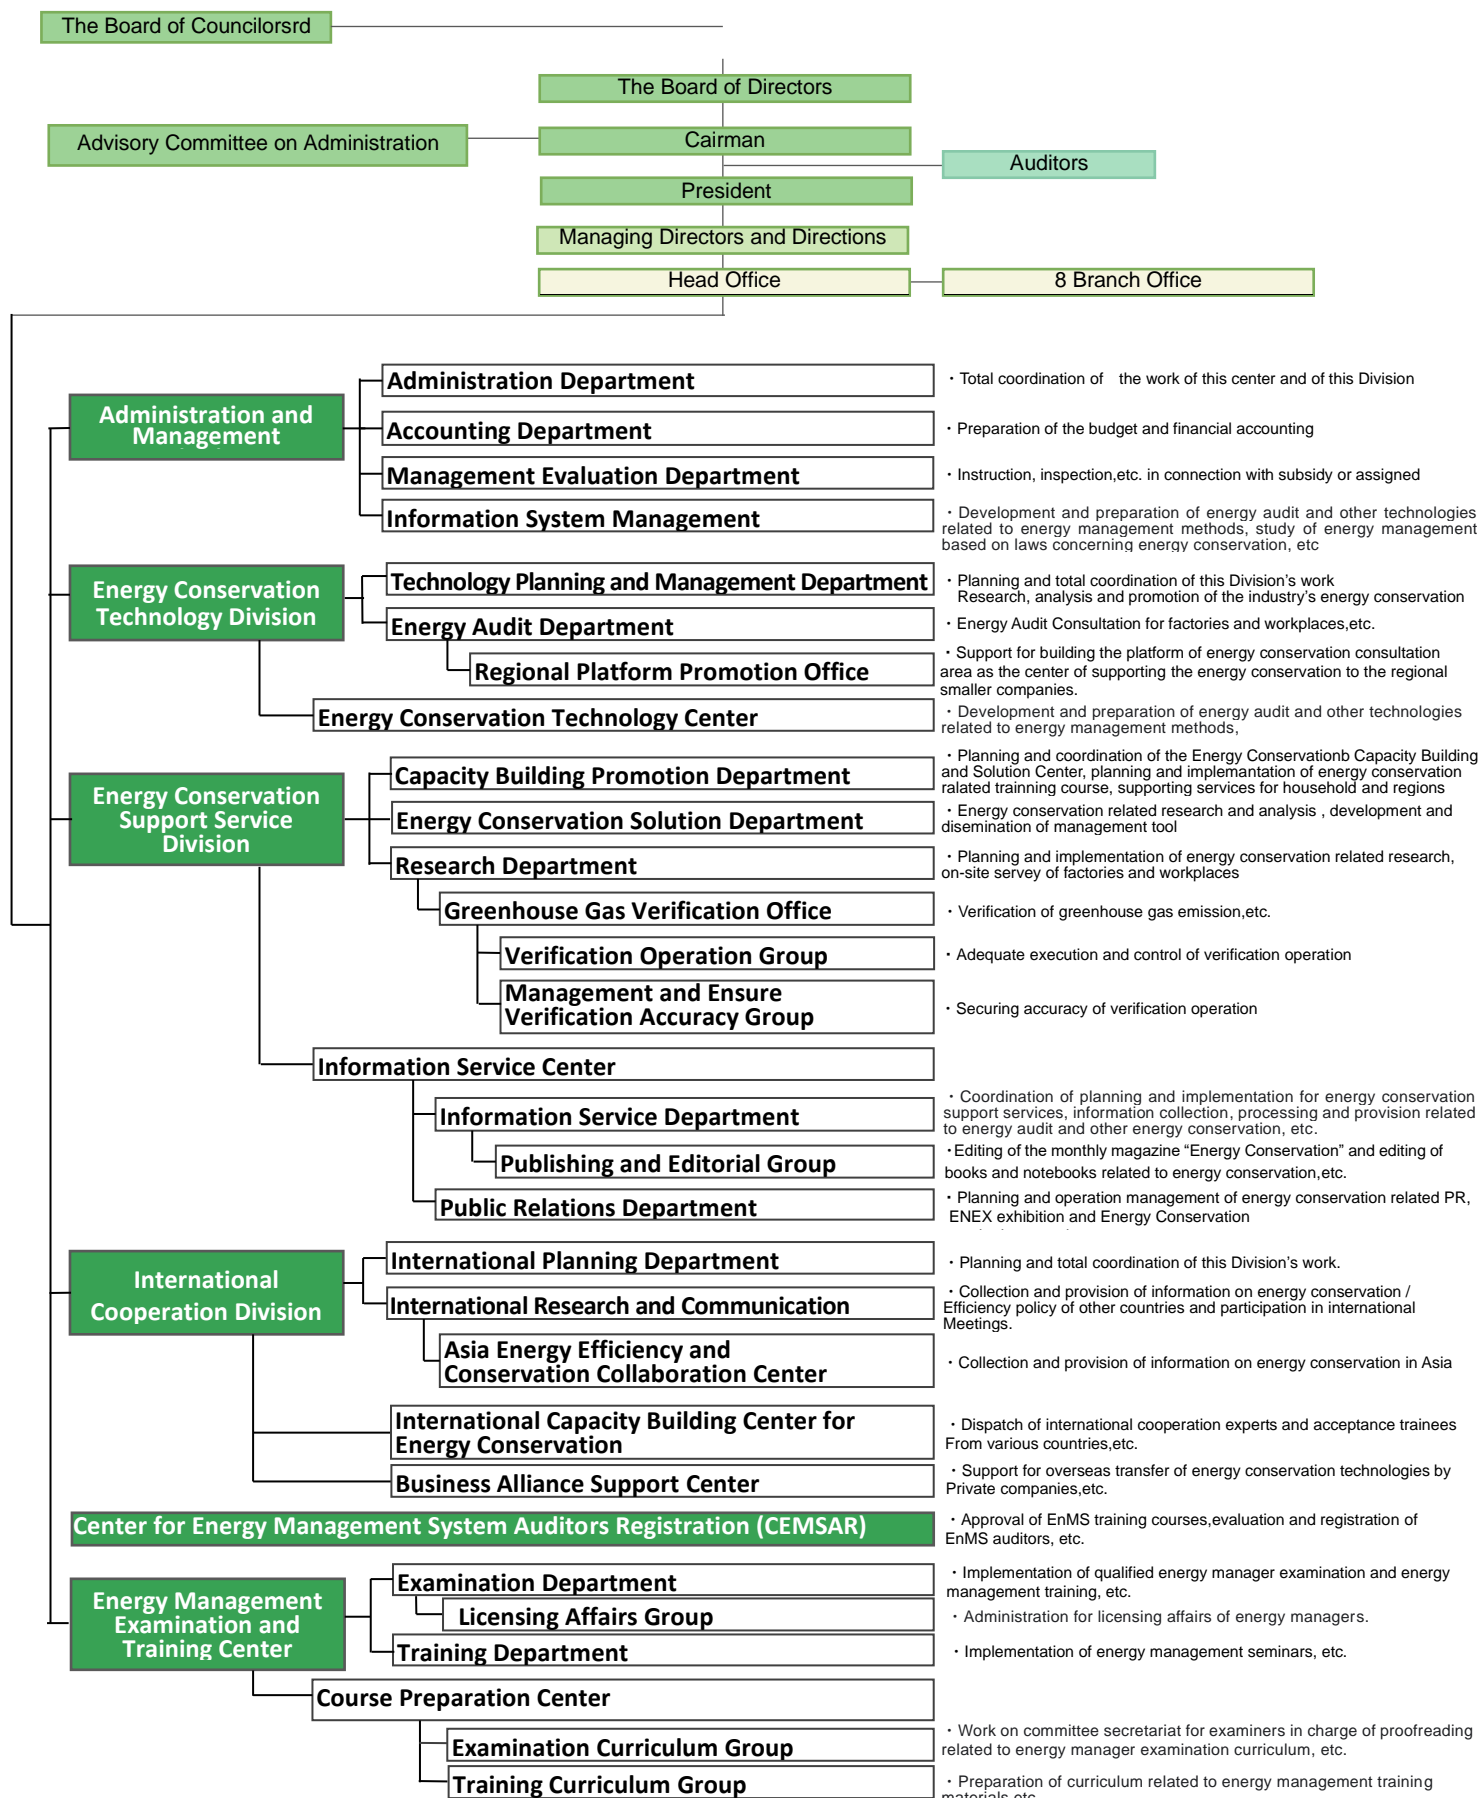 The Board of Councilorsrd
The Board of Directors
Advisory Committee on Administration
Cairman
Auditors
President
Managing Directors and Directions
Head Office
8 Branch Office
Administration and
Management
Administration Department
・Total coordination of the work of this center and of this Division
Accounting Department
・Preparation of the budget and financial accounting
Management Evaluation Department
・Instruction, inspection,etc. in connection with subsidy or assigned
Information System Management
・Development and preparation of energy audit and other technologies
related to energy management methods, study of energy management
based on laws concerning energy conservation, etc
Energy Conservation
Technology Division
Technology Planning and Management Department
・Planning and total coordination of this Division's work
Research, analysis and promotion of the industry's energy conservation
Energy Audit Department
・Energy Audit Consultation for factories and workplaces,etc.
Regional Platform Promotion Office
・Support for building the platform of energy conservation consultation
area as the center of supporting the energy conservation to the regional
smaller companies.
Energy Conservation Technology Center
・Development and preparation of energy audit and other technologies
related to energy management methods,
Energy Conservation
Support Service
Division
Capacity Building Promotion Department
・Planning and coordination of the Energy Conservationb Capacity Building
and Solution Center, planning and implemantation of energy conservation
ralated trainning course, supporting services for household and regions
Energy Conservation Solution Department
・Energy conservation related research and analysis , development and
disemination of management tool
Research Department
・Planning and implementation of energy conservation related research,
on-site servey of factories and workplaces
Greenhouse Gas Verification Office
・Verification of greenhouse gas emission,etc.
Verification Operation Group
・Adequate execution and control of verification operation
Management and Ensure
Verification Accuracy Group
・Securing accuracy of verification operation
Information Service Center
Information Service Department
・Coordination of planning and implementation for energy conservation
support services, information collection, processing and provision related
to energy audit and other energy conservation, etc.
Publishing and Editorial Group
・Editing of the monthly magazine “Energy Conservation” and editing of
books and notebooks related to energy conservation,etc.
Public Relations Department
・Planning and operation management of energy conservation related PR,
ENEX exhibition and Energy Conservation
International
Cooperation Division
International Planning Department
・Planning and total coordination of this Division's work.
International Research and Communication
・Collection and provision of information on energy conservation /
Efficiency policy of other countries and participation in international
Meetings.
Asia Energy Efficiency and
Conservation Collaboration Center
・Collection and provision of information on energy conservation in Asia
International Capacity Building Center for
Energy Conservation
・Dispatch of international cooperation experts and acceptance trainees
From various countries,etc.
Business Alliance Support Center
・Support for overseas transfer of energy conservation technologies by
Private companies,etc.
Center for Energy Management System Auditors Registration (CEMSAR)
・Approval of EnMS training courses,evaluation and registration of
EnMS auditors, etc.
Energy Management
Examination and
Training Center
Examination Department
・Implementation of qualified energy manager examination and energy
management training, etc.
Licensing Affairs Group
・Administration for licensing affairs of energy managers.
Training Department
・Implementation of energy management seminars, etc.
Course Preparation Center
Examination Curriculum Group
・Work on committee secretariat for examiners in charge of proofreading
related to energy manager examination curriculum, etc.
Training Curriculum Group
・Preparation of curriculum related to energy management training
materials,etc